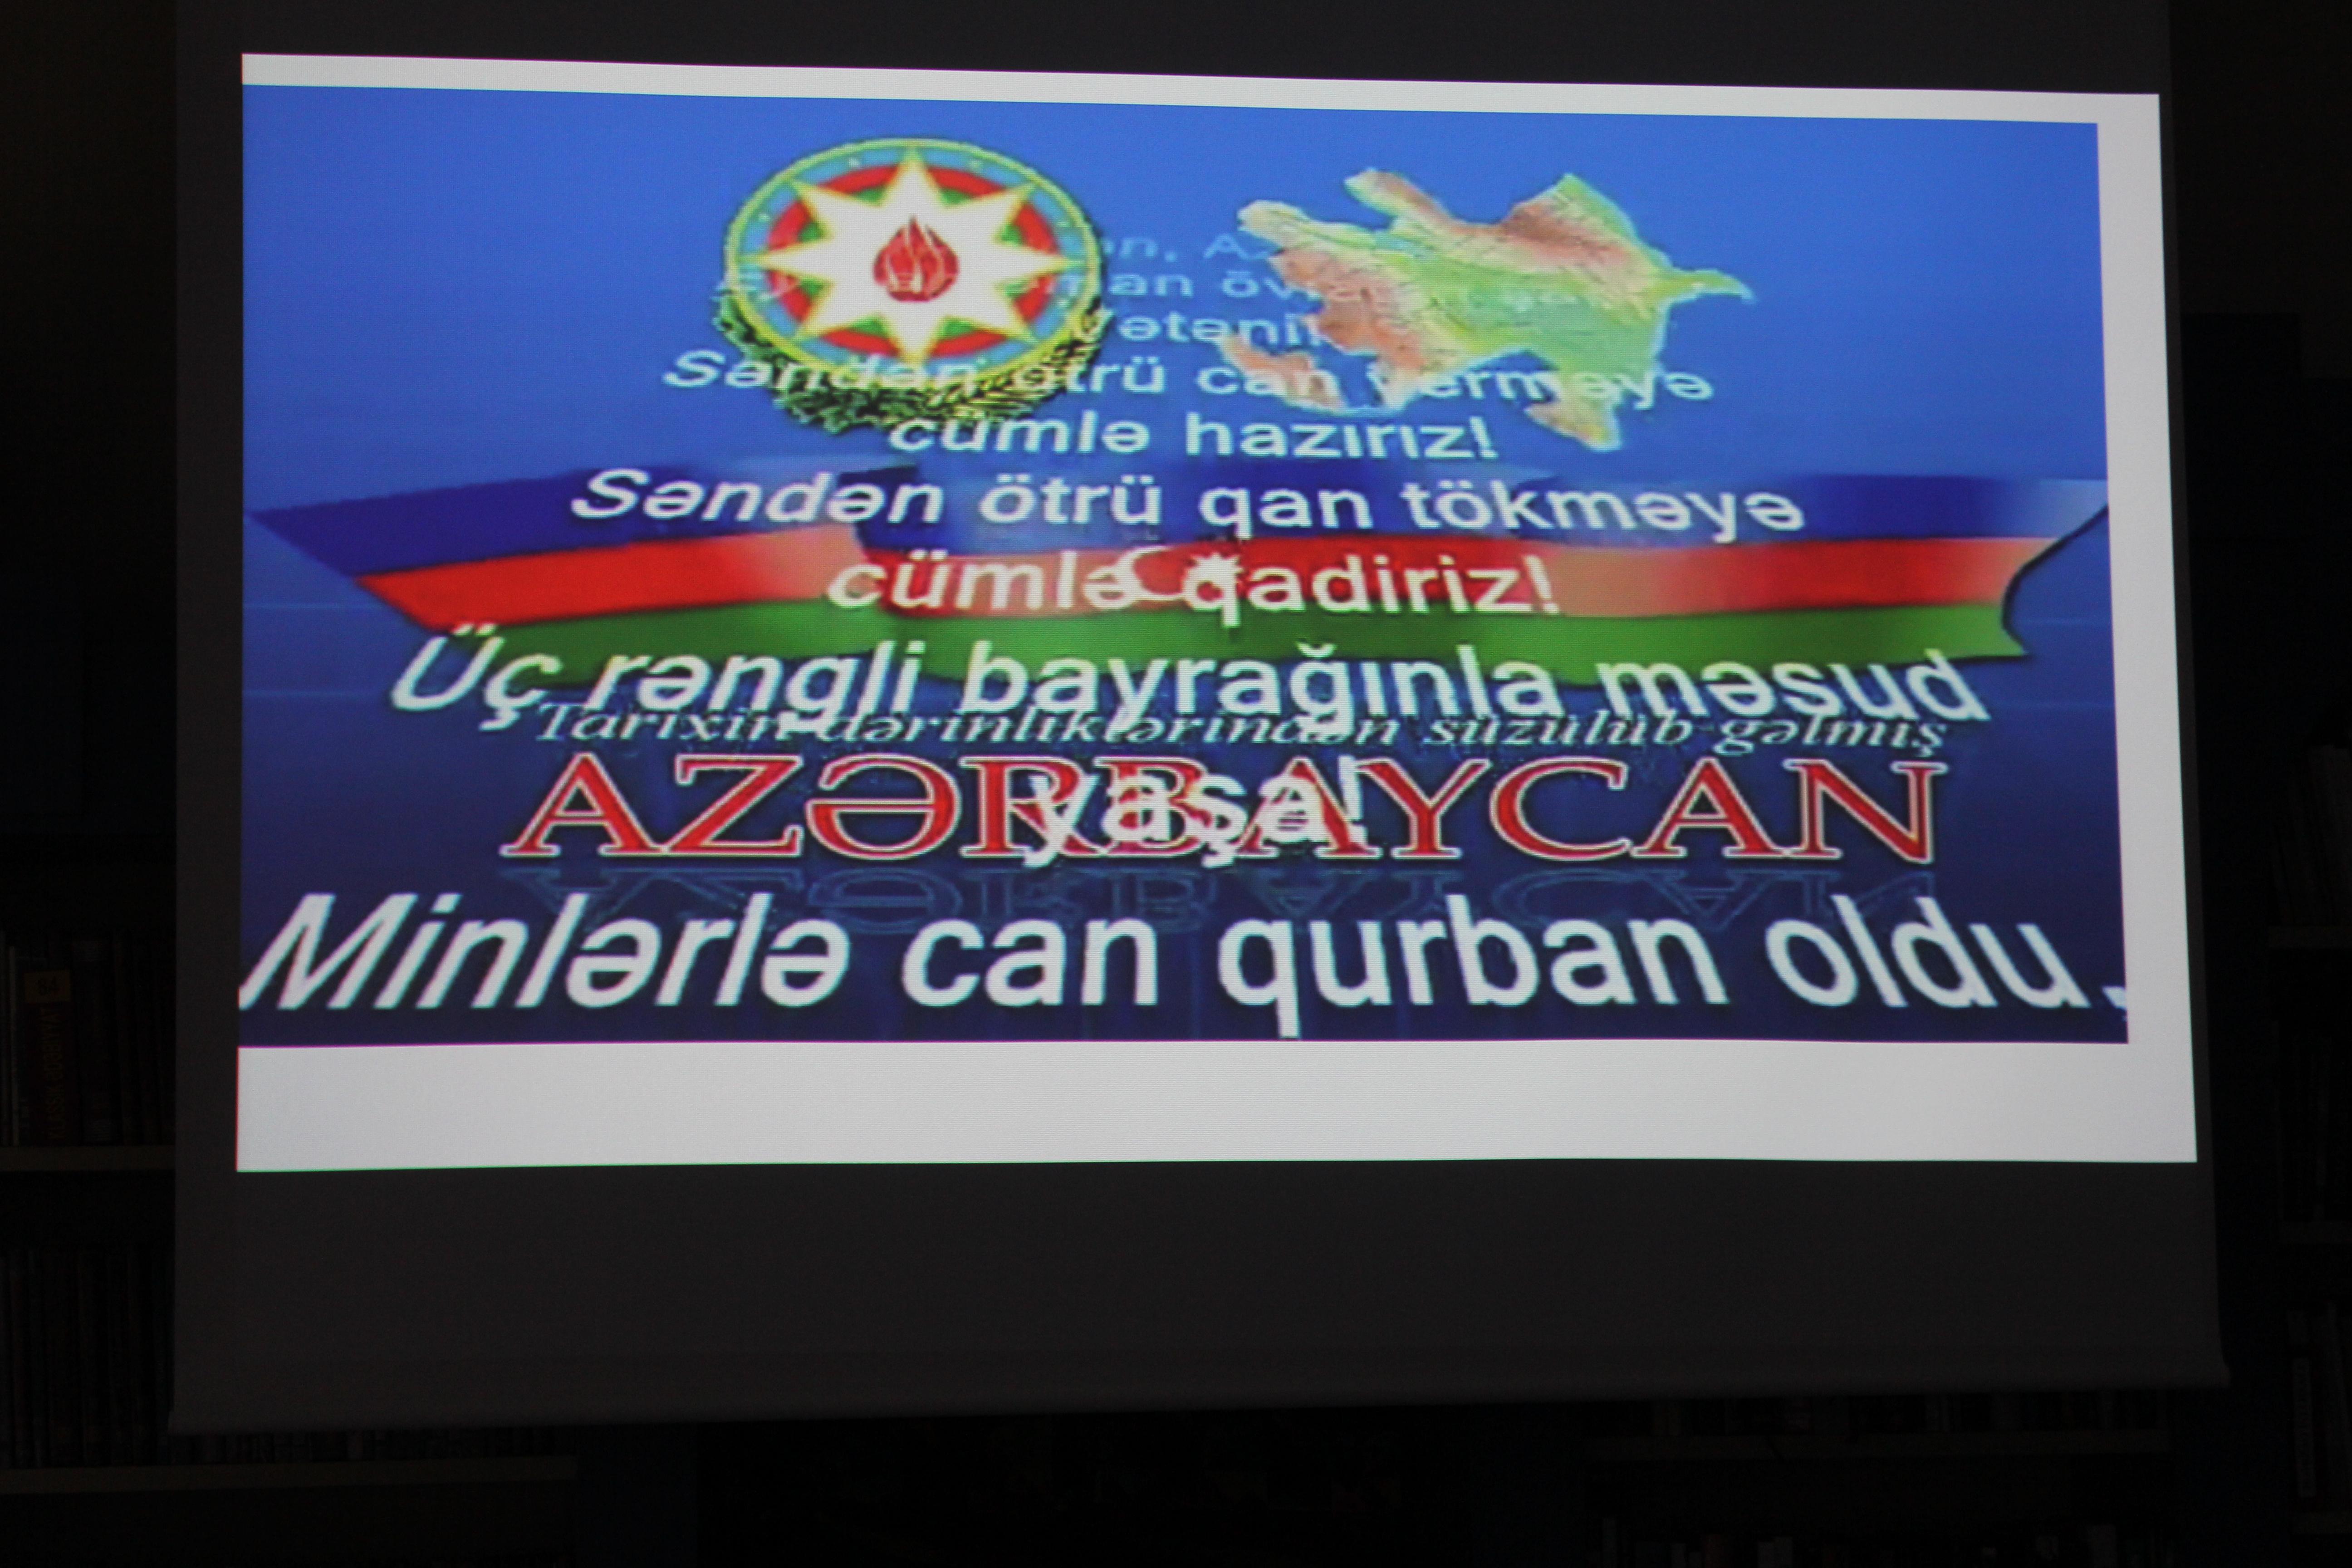 Səndən ötrü can verməyə
cümlə hazırız!
Səndən ötrü qan tökməyə
cümlə qadiriz!
Üç rəngli bayrağınla məsud
Tarixin dərinliklərindən süzülüb gəlmiş
yaşa!
AZƏRBAYCAN
Minlərlə can qurban oldu,
84